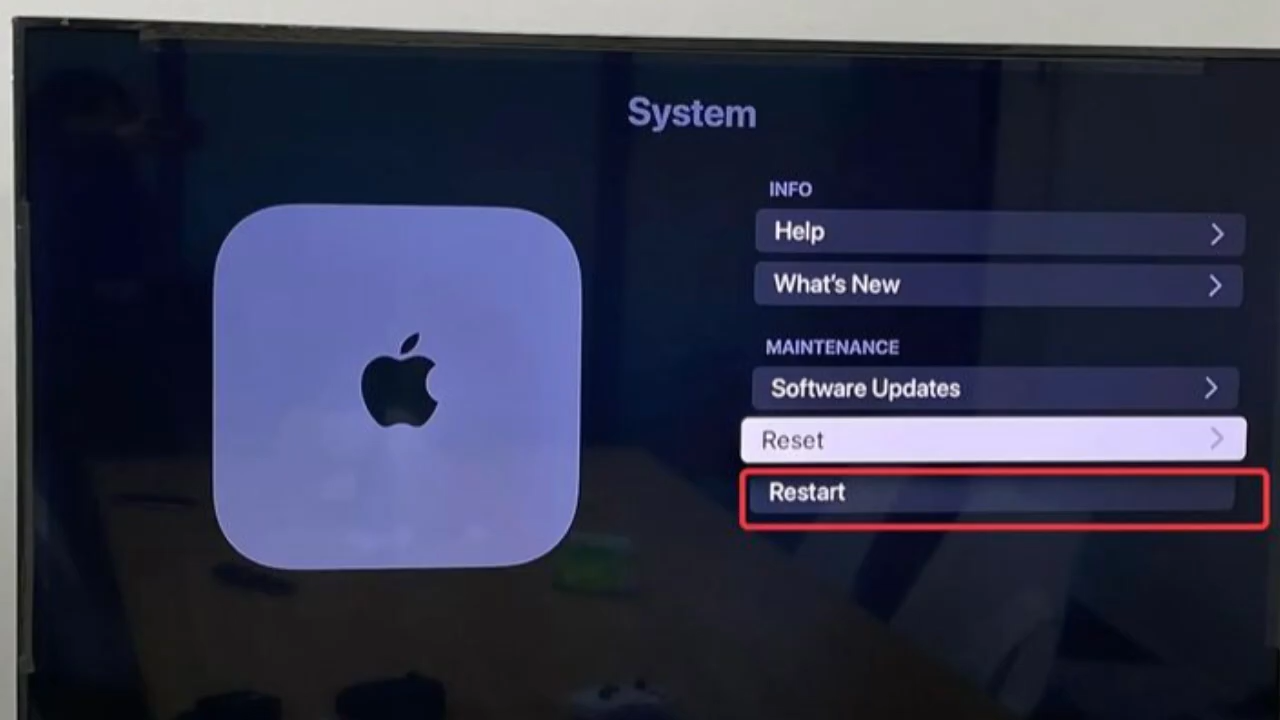 System
INFO
Help
What's New
MAINTENANCE
Software Updates
Reset
Restart